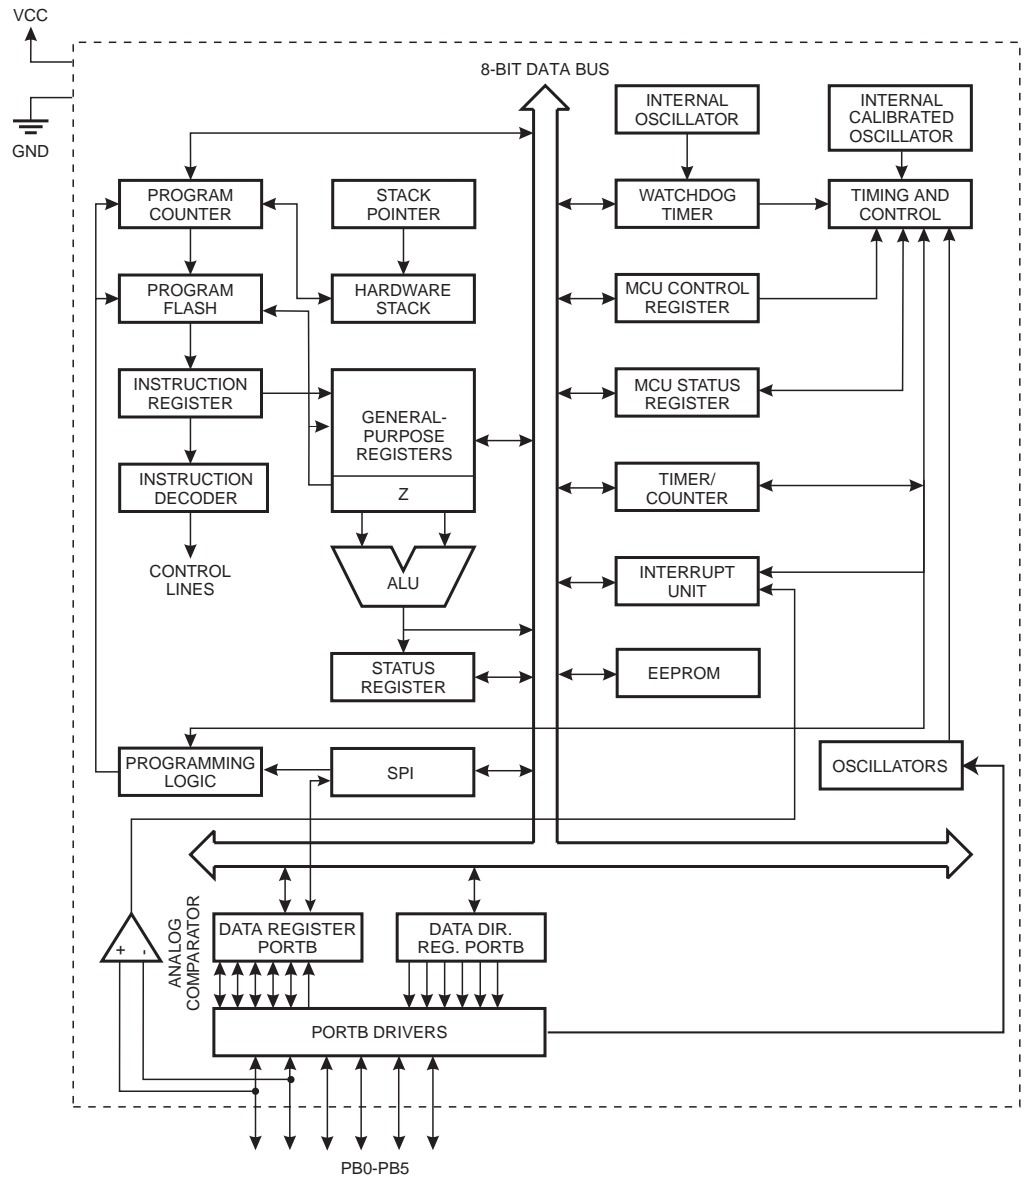 VCC
GND
8-BIT DATA BUS
INTERNAL
OSCILLATOR
INTERNAL
CALIBRATED
OSCILLATOR
PROGRAM
COUNTER
STACK
POINTER
WATCHDOG
TIMER
TIMING AND
CONTROL
PROGRAM
FLASH
HARDWARE
STACK
MCU CONTROL
REGISTER
INSTRUCTION
REGISTER
GENERAL-
PURPOSE
REGISTERS
Z
MCU STATUS
REGISTER
INSTRUCTION
DECODER
TIMER/
COUNTER
CONTROL
LINES
ALU
INTERRUPT
UNIT
STATUS
REGISTER
EEPROM
PROGRAMMING
LOGIC
SPI
OSCILLATORS
ANALOG
COMPARATOR
+ -
DATA REGISTER
PORTB
DATA DIR.
REG. PORTB
PORTB DRIVERS
PB0-PB5